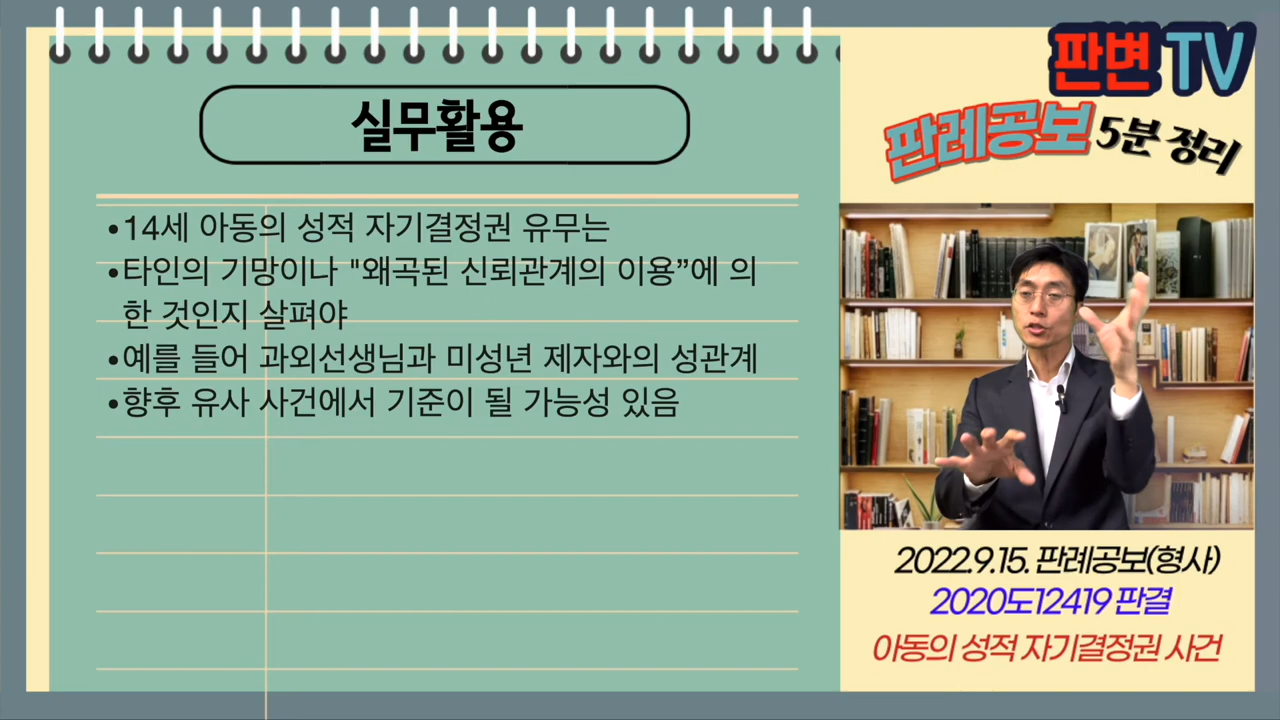 실무활용
•14세 아동의 성적 자기결정권 유무는
•타인의 기망이나 "왜곡된 신뢰관계의 이용”에 의
한 것인지 살펴야
•예를 들어 과외선생님과 미성년 제자와의 성관계
•향후 유사 사건에서 기준이 될 가능성 있음
판변 TV
판례공보 5분 정리
2022.9.15. 판례공보(형사)
2020도12419 판결
아동의 성적 자기결정권 사건